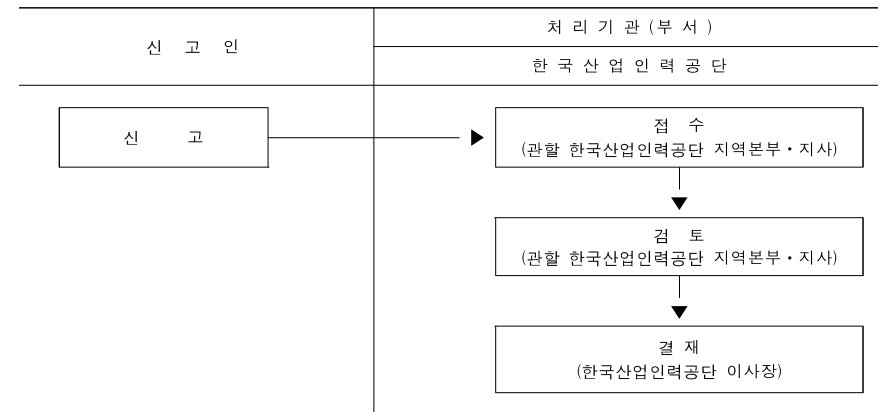 신 고 인
처 리 기 관 ( 부 서 )
한 국 산 업 인 력 공 단
신 고
접 수
(관할 한국산업인력공단 지역본부・지사)
검 토
(관할 한국산업인력공단 지역본부・지사)
결 재
(한국산업인력공단 이사장)